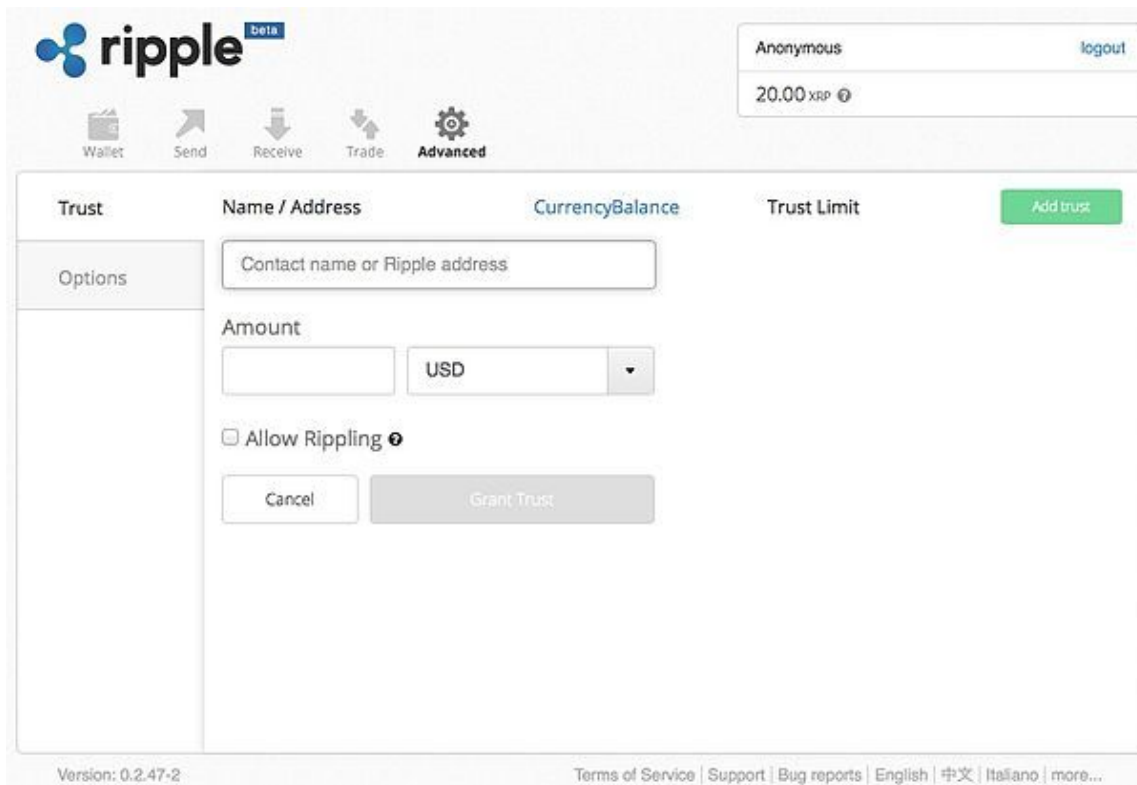 ripple beta
Anonymous logout
20.00 XRP
Wallet Send Receive Trade Advanced
Trust Name / Address CurrencyBalance Trust Limit Add trust
Contact name or Ripple address
Options
Amount
USD
Allow Rippling
Cancel Grant Trust
Version: 0.2.47-2 Terms of Service | Support | Bug reports | English | 中文 | Italiano | more...